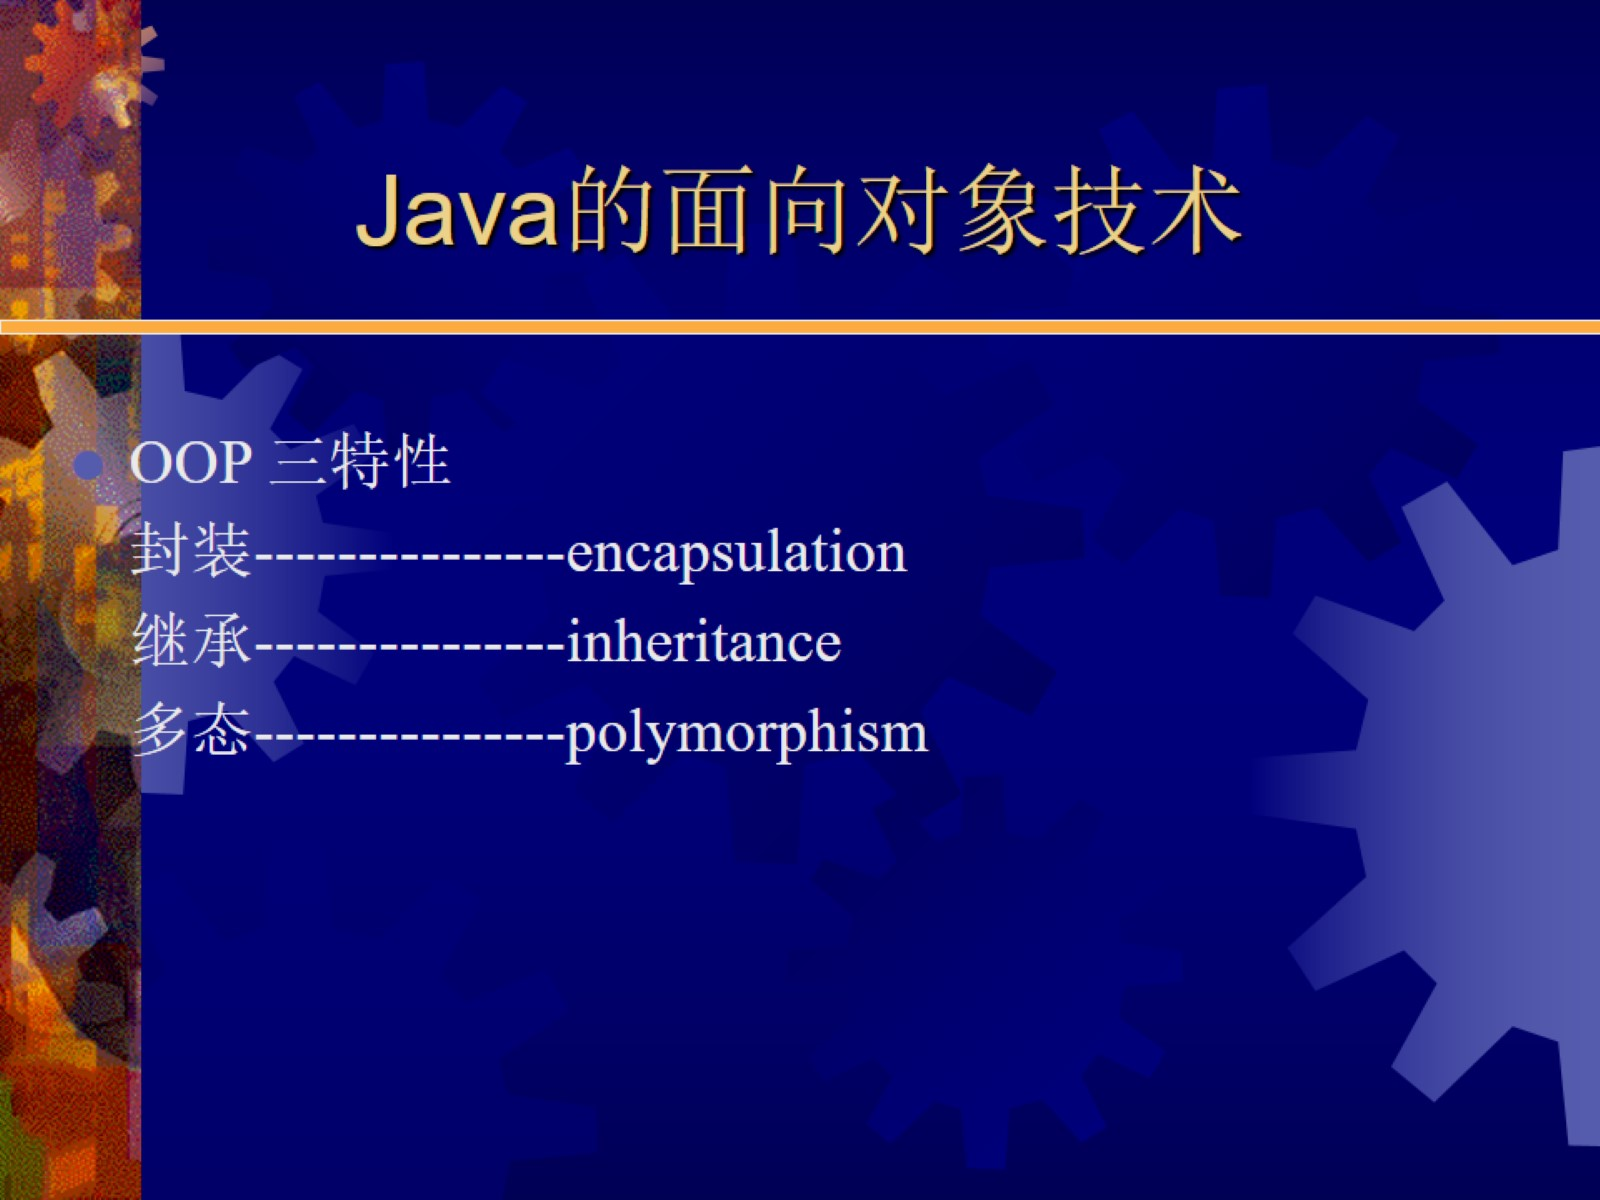 Java的面向对象技术
OOP 三特性
封装---------------encapsulation
继承---------------inheritance
多态---------------polymorphism